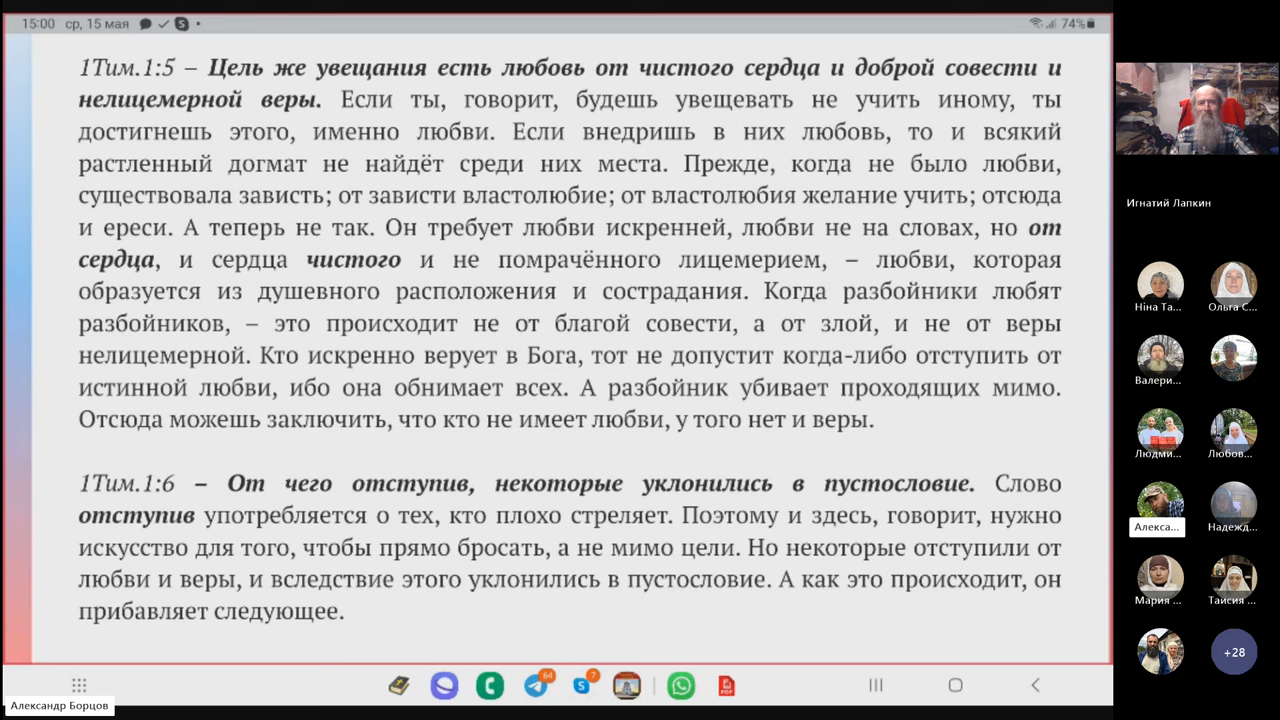 15:00 ср, 15 мая
74%
1Тим.1:5 – Цель же увещания есть любовь от чистого сердца и доброй совести и
нелицемерной веры. Если ты, говорит, будешь увещевать не учить иному, ты
достигнешь этого, именно любви. Если внедришь в них любовь, то и всякий
растленный догмат не найдёт среди них места. Прежде, когда не было любви,
существовала зависть; от зависти властолюбие; от властолюбия желание учить; отсюда
и ереси. А теперь не так. Он требует любви искренней, любви не на словах, но от
сердца, и сердца чистого и не помрачённого лицемерием, – любви, которая
образуется из душевного расположения и сострадания. Когда разбойники любят
разбойников, – это происходит не от благой совести, а от злой, и не от веры
нелицемерной. Кто искренно верует в Бога, тот не допустит когда-либо отступить от
истинной любви, ибо она обнимает всех. А разбойник убивает проходящих мимо.
Отсюда можешь заключить, что кто не имеет любви, у того нет и веры.
1Тим.1:6 – От чего отступив, некоторые уклонились в пустословие. Слово
отступив употребляется о тех, кто плохо стреляет. Поэтому и здесь, говорит, нужно
искусство для того, чтобы прямо бросать, а не мимо цели. Но некоторые отступили от
любви и веры, и вследствие этого уклонились в пустословие. А как это происходит, он
прибавляет следующее.
64
7
PDF
Александр Борцов
Игнатий Лапкин
Ніна Та... Ольга С...
Валери...
Людми... Любов...
Алекса... Надежд...
Мария ... Таисия ...
+28